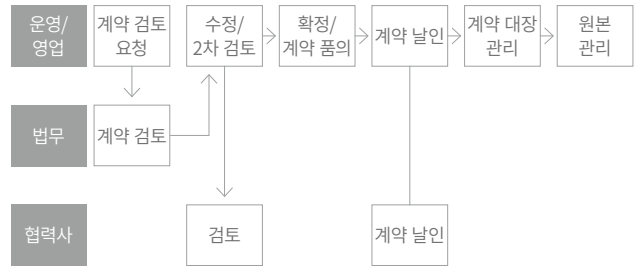 운영/
영업
계약 검토
요청
수정/
2차 검토
확정/
계약 품의
계약 날인
계약 대장
관리
원본
관리
법무
계약 검토
협력사
검토
계약 날인